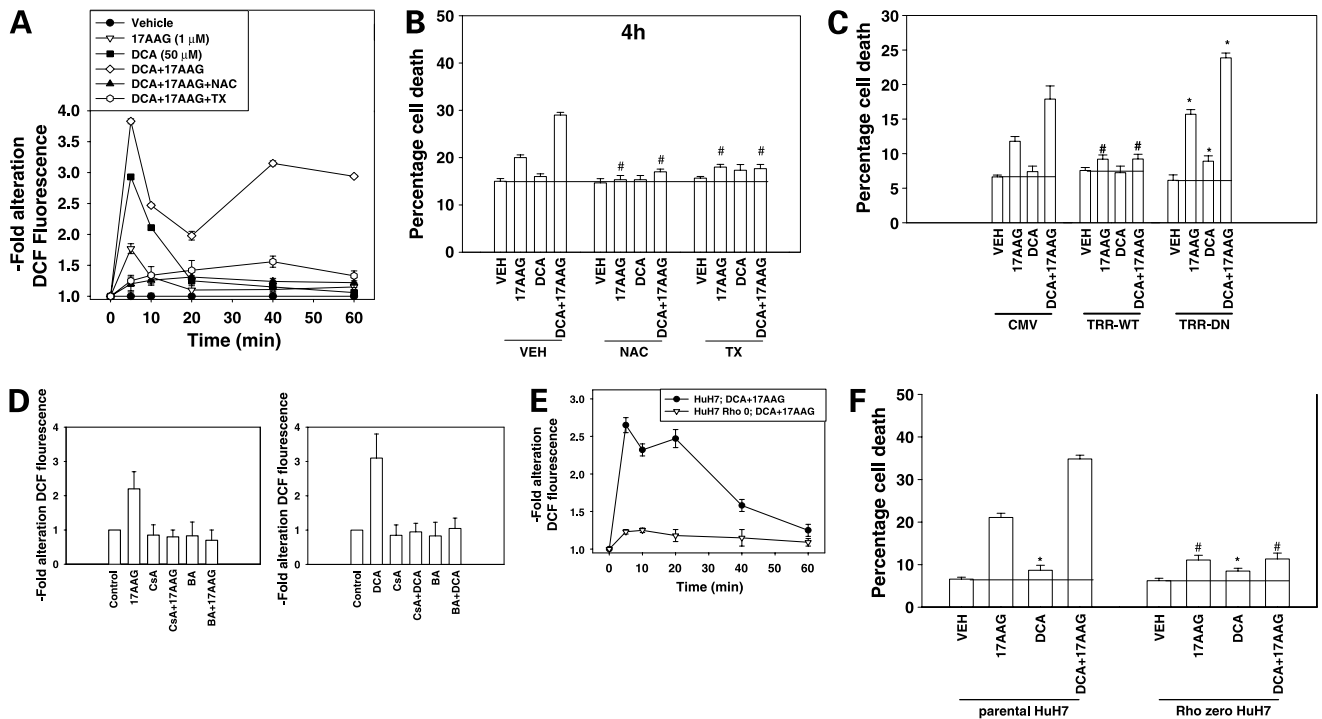 A
Vehicle
17AAG (1 μM)
DCA (50 μM)
DCA+17AAG
DCA+17AAG+NAC
DCA+17AAG+TX
-Fold alteration
DCF Fluorescence
4.0
3.5
3.0
2.5
2.0
1.5
1.0
0 10 20 30 40 50 60
Time (min)
B
4h
Percentage cell death
50
40
30
20
10
0
# # # #
VEH 17AAG DCA DCA+17AAG VEH 17AAG DCA DCA+17AAG VEH 17AAG DCA DCA+17AAG
VEH NAC TX
C
Percentage cell death
30
25
20
15
10
5
0
# # * * *
VEH 17AAG DCA DCA+17AAG VEH 17AAG DCA DCA+17AAG VEH 17AAG DCA DCA+17AAG
CMV TRR-WT TRR-DN
D
-Fold alteration DCF flourescence
4
3
2
1
0
Control 17AAG CsA CsA+17AAG BA BA+17AAG
-Fold alteration DCF flourescence
4
3
2
1
0
Control DCA CsA CsA+DCA BA BA+DCA
E
HuH7; DCA+17AAG
HuH7 Rho 0; DCA+17AAG
-Fold alteration
DCF flourescence
3.0
2.5
2.0
1.5
1.0
0 10 20 30 40 50 60
Time (min)
F
Percentage cell death
50
40
30
20
10
0
* # * #
VEH 17AAG DCA DCA+17AAG VEH 17AAG DCA DCA+17AAG
parental HuH7 Rho zero HuH7